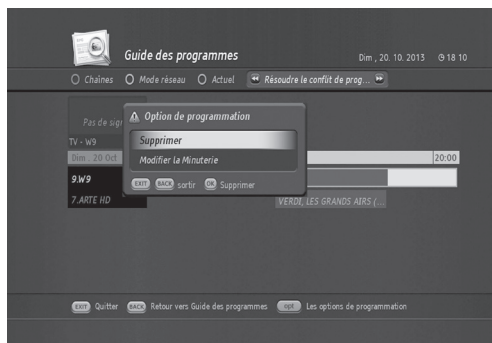 Guide des programmes
Dim , 20. 10. 2013 18 10
Chaînes Mode réseau Actuel Résoudre le conflit de prog...
Pas de sig
Option de programmation
TV - W9
Supprimer
Dim . 20 Oct
Modifier la Minuterie
20:00
9.W9
EXIT BACK sortir OK Supprimer
7.ARTE HD
VERDI, LES GRANDS AIRS (...
EXIT Quitter BACK Retour vers Guide des programmes opt Les options de programmation